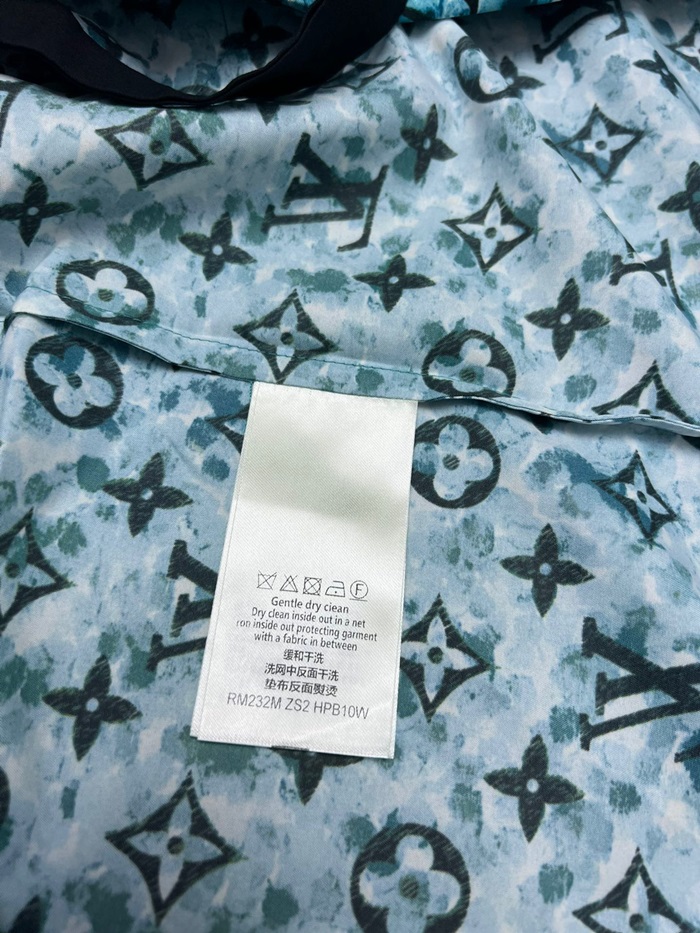 F
Gentle dry clean
Dry clean inside out in a net
ron inside out protecting garment
with a fabric in between
缓和干洗
洗网中反面干洗
垫布反面熨烫
RM232M ZS2 HPB10W